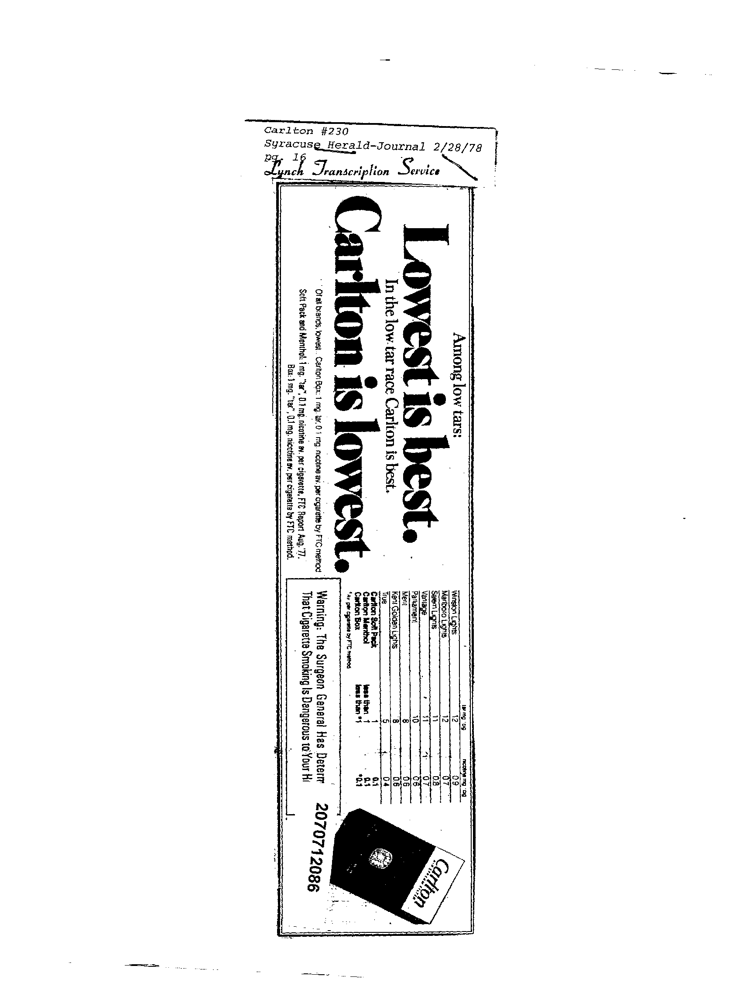 Carlton #230
Syracuse Herald-Journal 2/28/78
pg. 16
Lynch Transcription Service
Among low tars:
Lowest is best.
In the low tar race Carlton is best.
Carlton is lowest.
Of all brands, lowest: Carlton Box: 1 mg. tar, 0.1 mg. nicotine av. per cigarette by FTC method
Soft Pack and Menthol: 1 mg. "tar", 0.1 mg. nicotine av. per cigarette, FTC Report Aug. '77.
Box: 1 mg. "tar", 0.1 mg. nicotine av. per cigarette by FTC method.
tar mg./cig nicotine mg./cig
Winston Lights 12 0.9
Marlboro Lights 12 0.7
Salem Lights 11 0.8
Vantage 11 0.7
Parliament 10 0.6
Merit 8 0.6
Kent Golden Lights 8 0.6
True 5 0.4
Carlton Soft Pack 1 0.1
Carlton Menthol less than 1 0.1
Carlton Box less than *1 *0.1
*av. per cigarette by FTC method
Warning: The Surgeon General Has Deterr
That Cigarette Smoking Is Dangerous to Your H
Carlton
2070712086